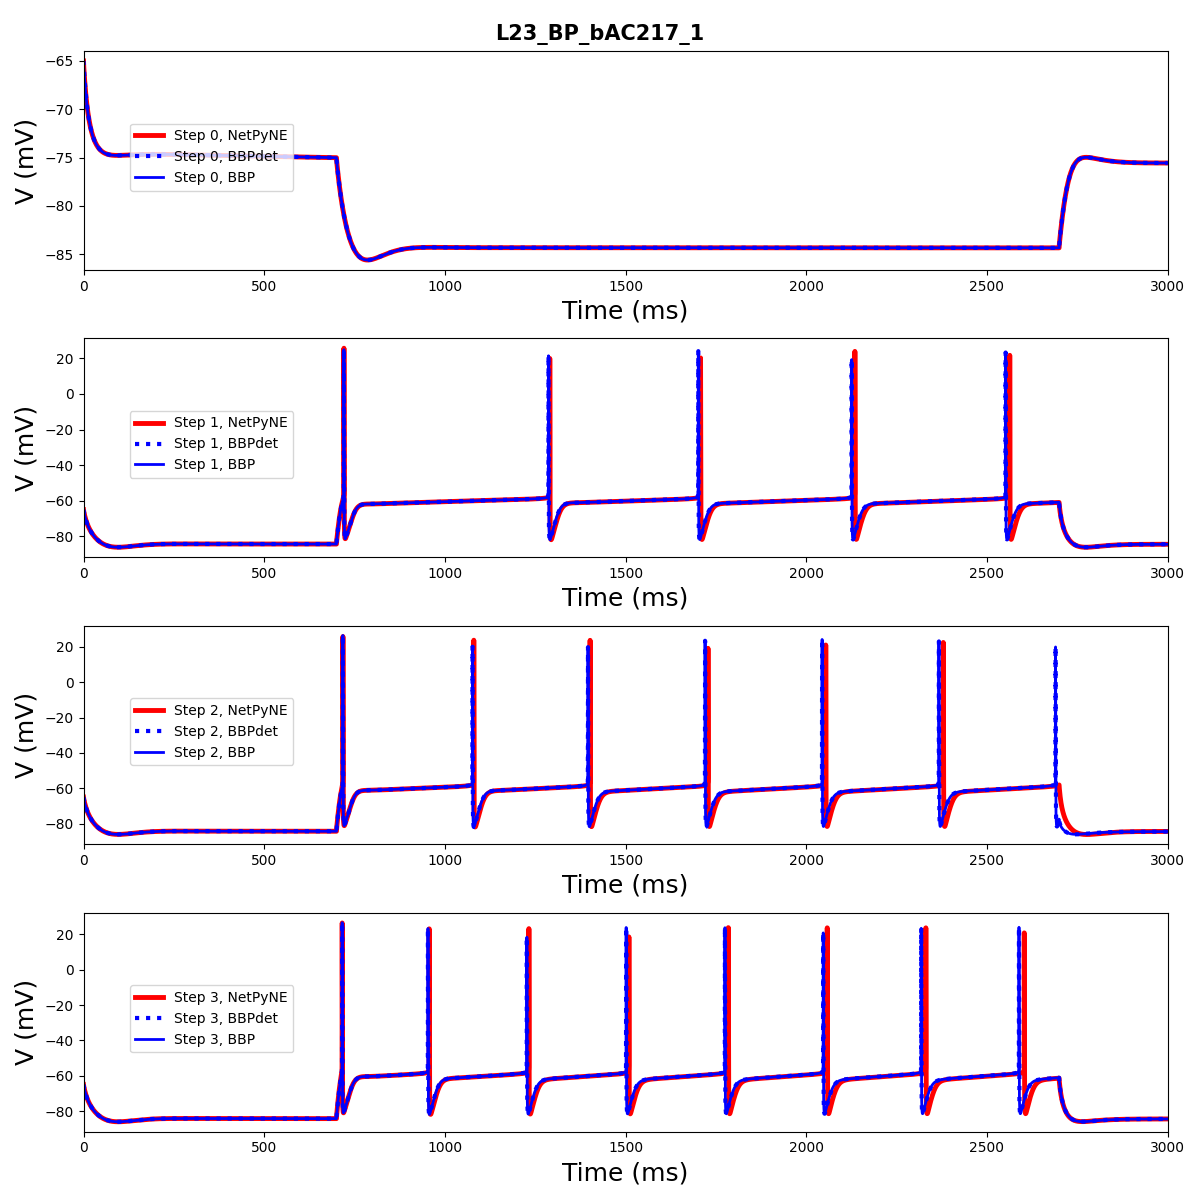 L23_BP_bAC217_1
V (mV)
−65
−70
−75
−80
−85
Step 0, NetPyNE
Step 0, BBPdet
Step 0, BBP
0 500 1000 1500 2000 2500 3000
Time (ms)
V (mV)
20
0
−20
−40
−60
−80
Step 1, NetPyNE
Step 1, BBPdet
Step 1, BBP
0 500 1000 1500 2000 2500 3000
Time (ms)
V (mV)
20
0
−20
−40
−60
−80
Step 2, NetPyNE
Step 2, BBPdet
Step 2, BBP
0 500 1000 1500 2000 2500 3000
Time (ms)
V (mV)
20
0
−20
−40
−60
−80
Step 3, NetPyNE
Step 3, BBPdet
Step 3, BBP
0 500 1000 1500 2000 2500 3000
Time (ms)